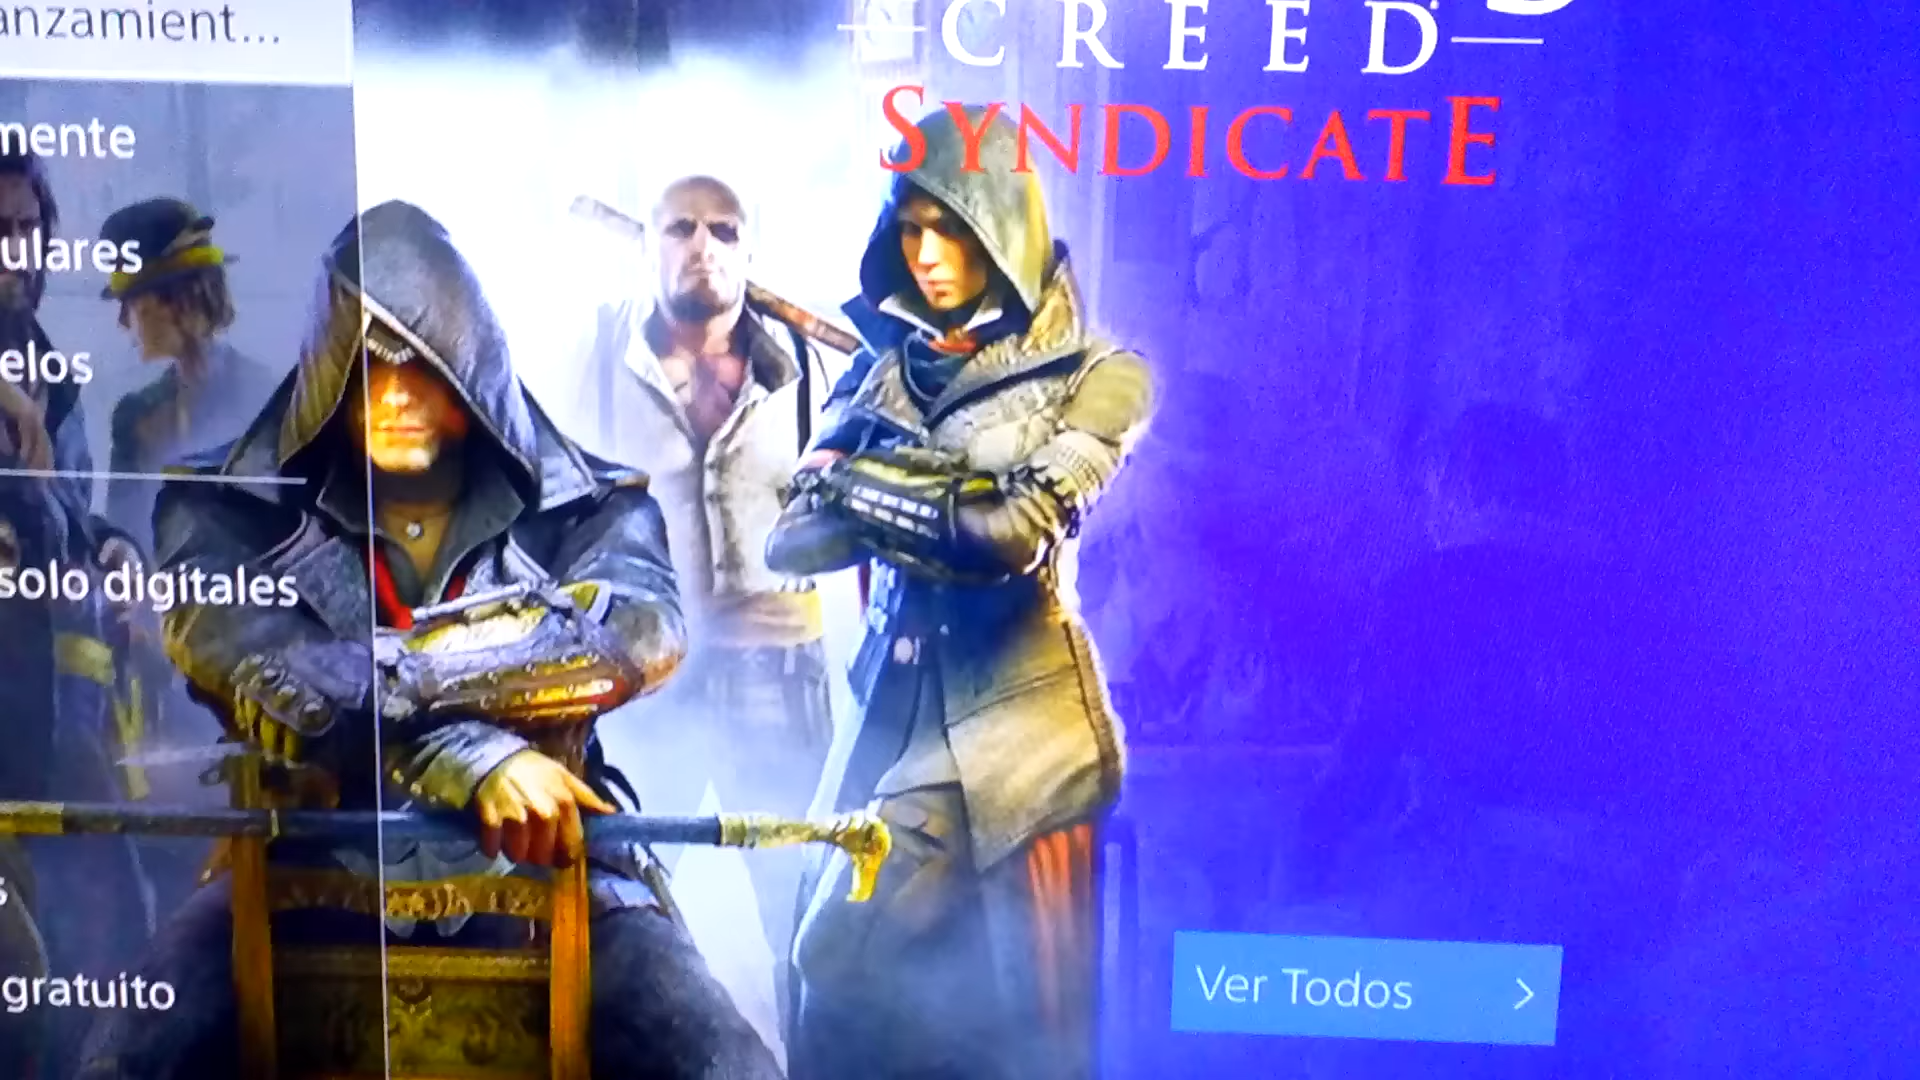 anzamient...
mente
ulares
elos
solo digitales
s
gratuito
CREED
SYNDICATE
Ver Todos